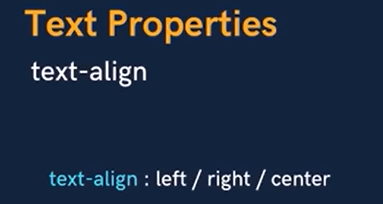 Text Properties
text-align
text-align : left / right / center